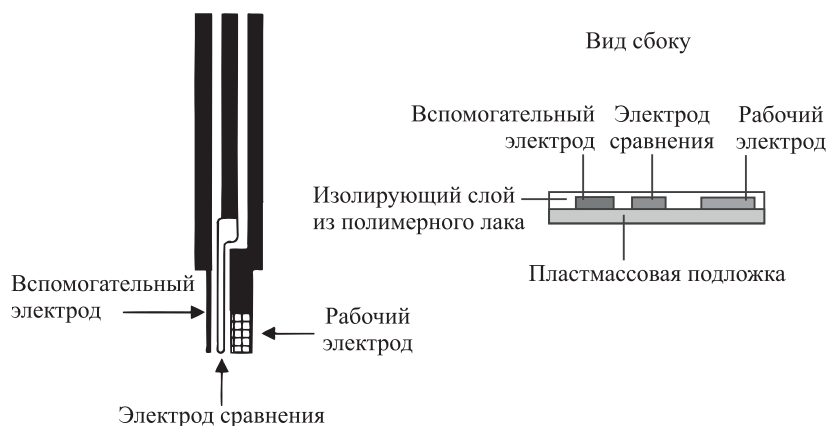 Вид сбоку
Вспомогательный
электрод
Электрод
сравнения
Рабочий
электрод
Изолирующий слой
из полимерного лака
Пластмассовая подложка
Вспомогательный
электрод
Рабочий
электрод
Электрод сравнения